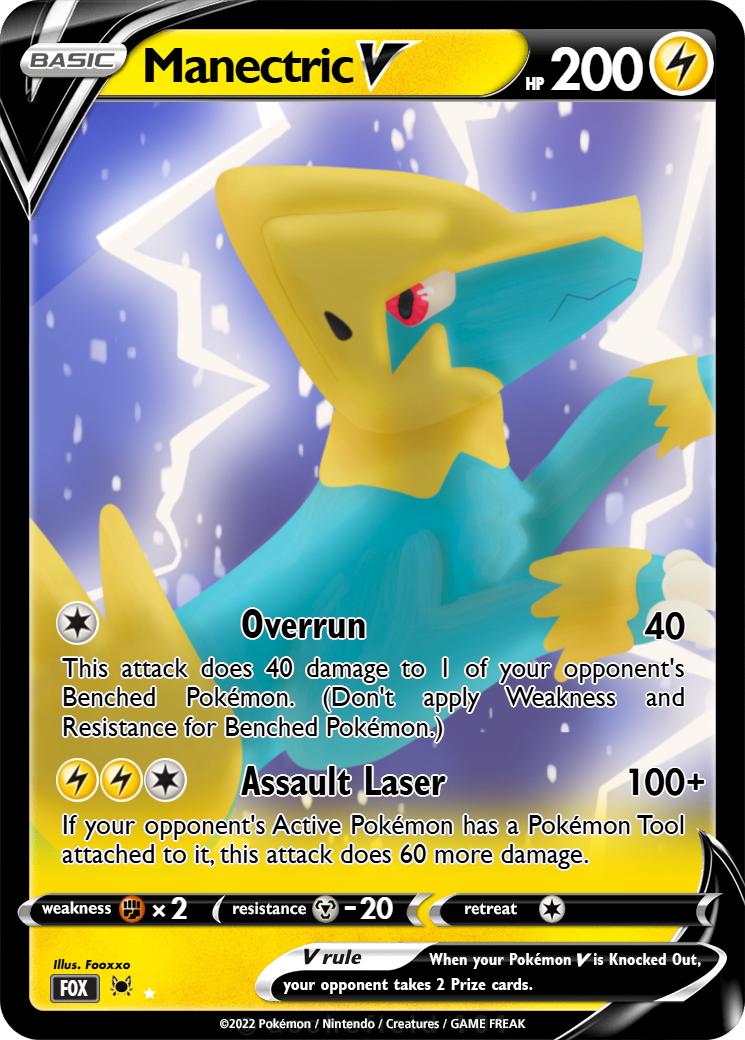 BASIC Manectric V HP 200
Overrun 40
This attack does 40 damage to 1 of your opponent's
Benched Pokémon. (Don't apply Weakness and
Resistance for Benched Pokémon.)
Assault Laser 100+
If your opponent's Active Pokémon has a Pokémon Tool
attached to it, this attack does 60 more damage.
weakness ×2 resistance -20 retreat
V rule When your Pokémon V is Knocked Out,
your opponent takes 2 Prize cards.
Illus. Fooxxo
FOX
©2022 Pokémon / Nintendo / Creatures / GAME FREAK